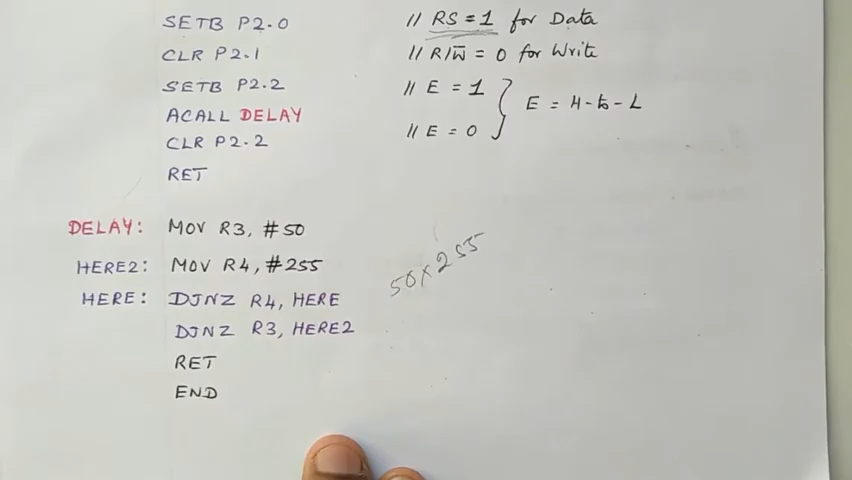 SETB P2.0 // RS = 1 for Data
CLR P2.1 // R/W̅ = 0 for Write
SETB P2.2 // E = 1
ACALL DELAY E = H-to-L
CLR P2.2 // E = 0
RET
DELAY: MOV R3, #50
HERE2: MOV R4, #255
50x255
HERE: DJNZ R4, HERE
DJNZ R3, HERE2
RET
END